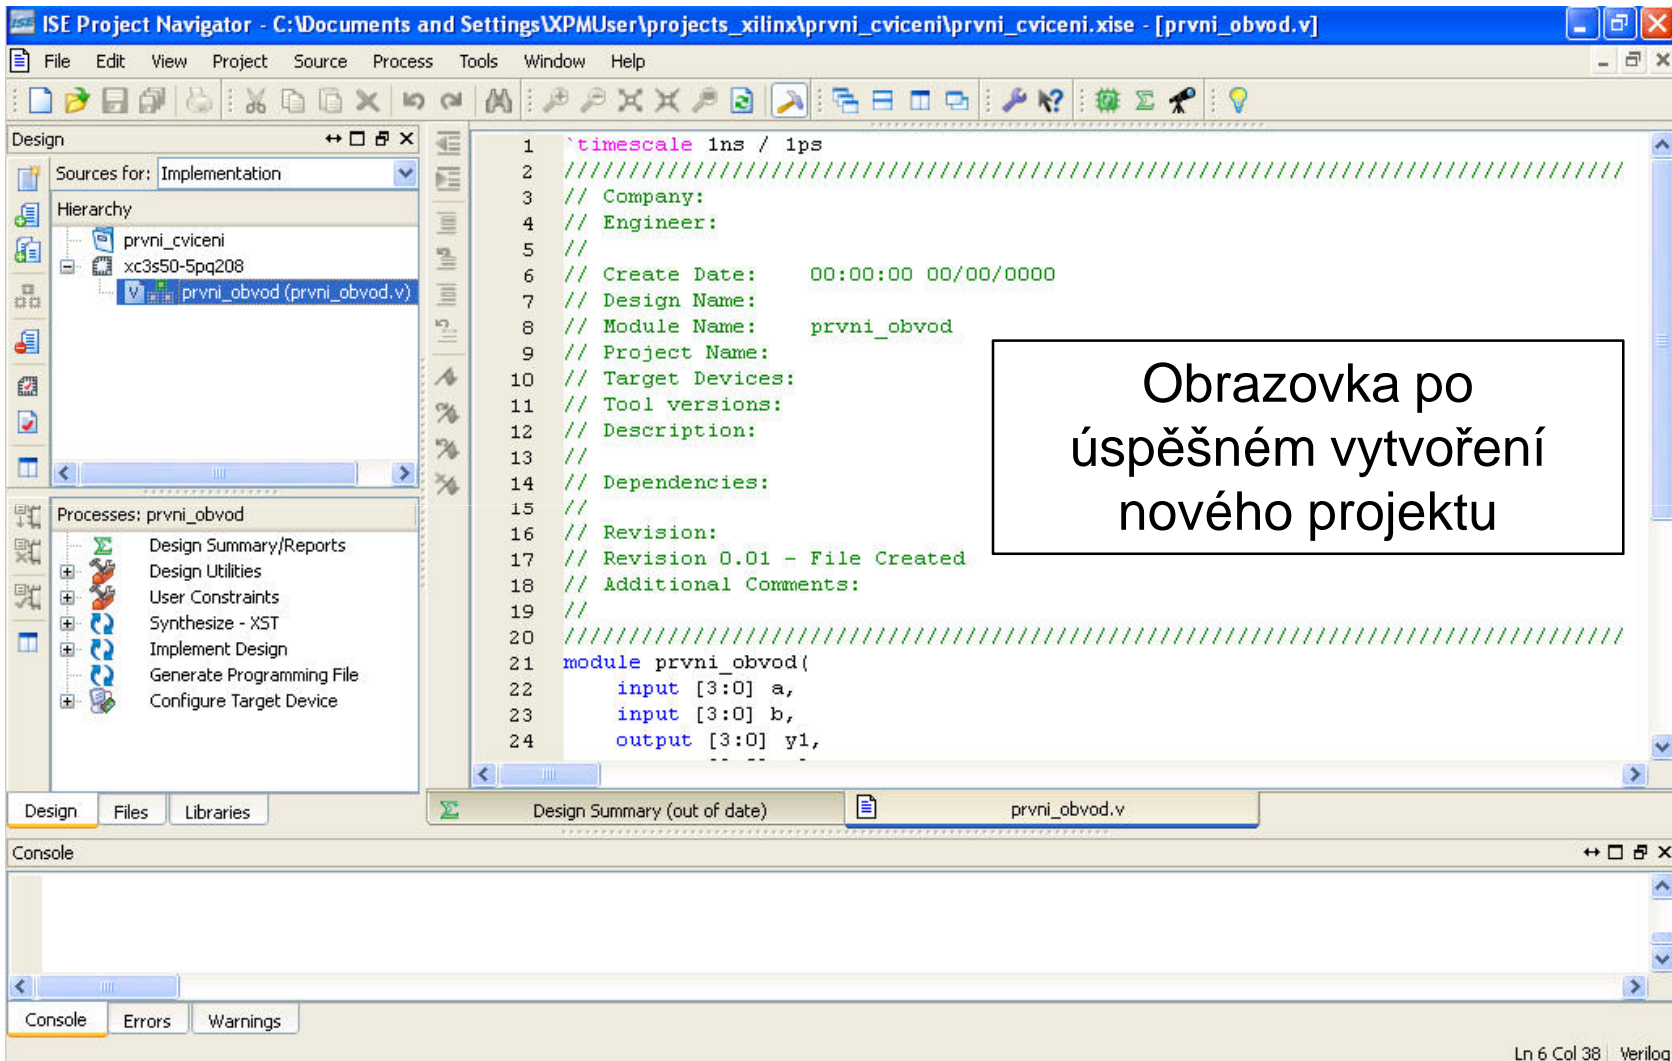 ISE Project Navigator - C:\Documents and Settings\XPMUser\projects_xilinx\prvni_cviceni\prvni_cviceni.xise - [prvni_obvod.v]
File Edit View Project Source Process Tools Window Help
Design
Sources for: Implementation
Hierarchy
prvni_cviceni
xc3s50-5pq208
prvni_obvod (prvni_obvod.v)
Processes: prvni_obvod
Design Summary/Reports
Design Utilities
User Constraints
Synthesize - XST
Implement Design
Generate Programming File
Configure Target Device
Design Files Libraries
1 `timescale 1ns / 1ps
2 //////////////////////////////////////////////////////////////////////////////////
3 // Company:
4 // Engineer:
5 //
6 // Create Date:    00:00:00 00/00/0000
7 // Design Name:
8 // Module Name:    prvni_obvod
9 // Project Name:
10 // Target Devices:
11 // Tool versions:
12 // Description:
13 //
14 // Dependencies:
15 //
16 // Revision:
17 // Revision 0.01 - File Created
18 // Additional Comments:
19 //
20 //////////////////////////////////////////////////////////////////////////////////
21 module prvni_obvod(
22     input [3:0] a,
23     input [3:0] b,
24     output [3:0] y1,
Obrazovka po
úspěšném vytvoření
nového projektu
Design Summary (out of date) prvni_obvod.v
Console
Console Errors Warnings
Ln 6 Col 38 Verilog